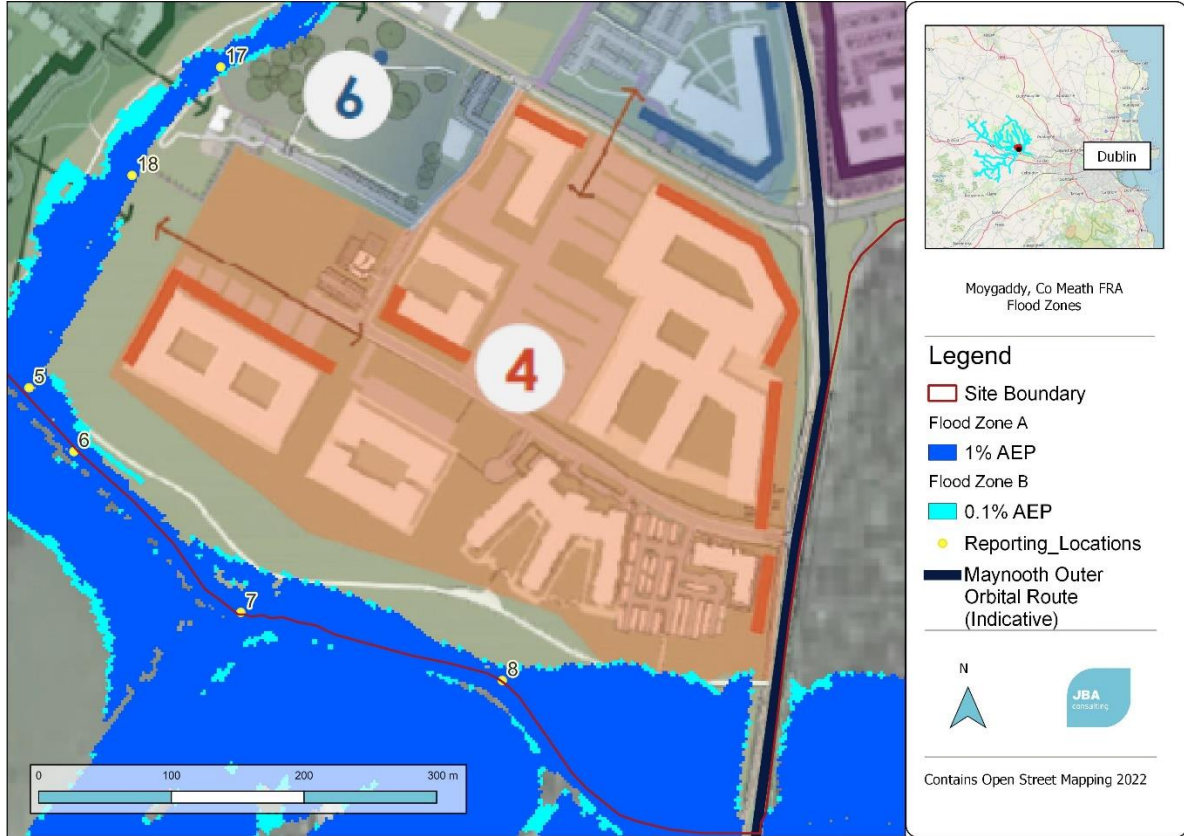 17
6
18
4
5
6
7
8
0
100
200
300 m
Dublin
Moygaddy, Co Meath FRA
Flood Zones
Legend
Site Boundary
Flood Zone A
1% AEP
Flood Zone B
0.1% AEP
Reporting_Locations
Maynooth Outer
Orbital Route
(Indicative)
N
JBA
consulting
Contains Open Street Mapping 2022